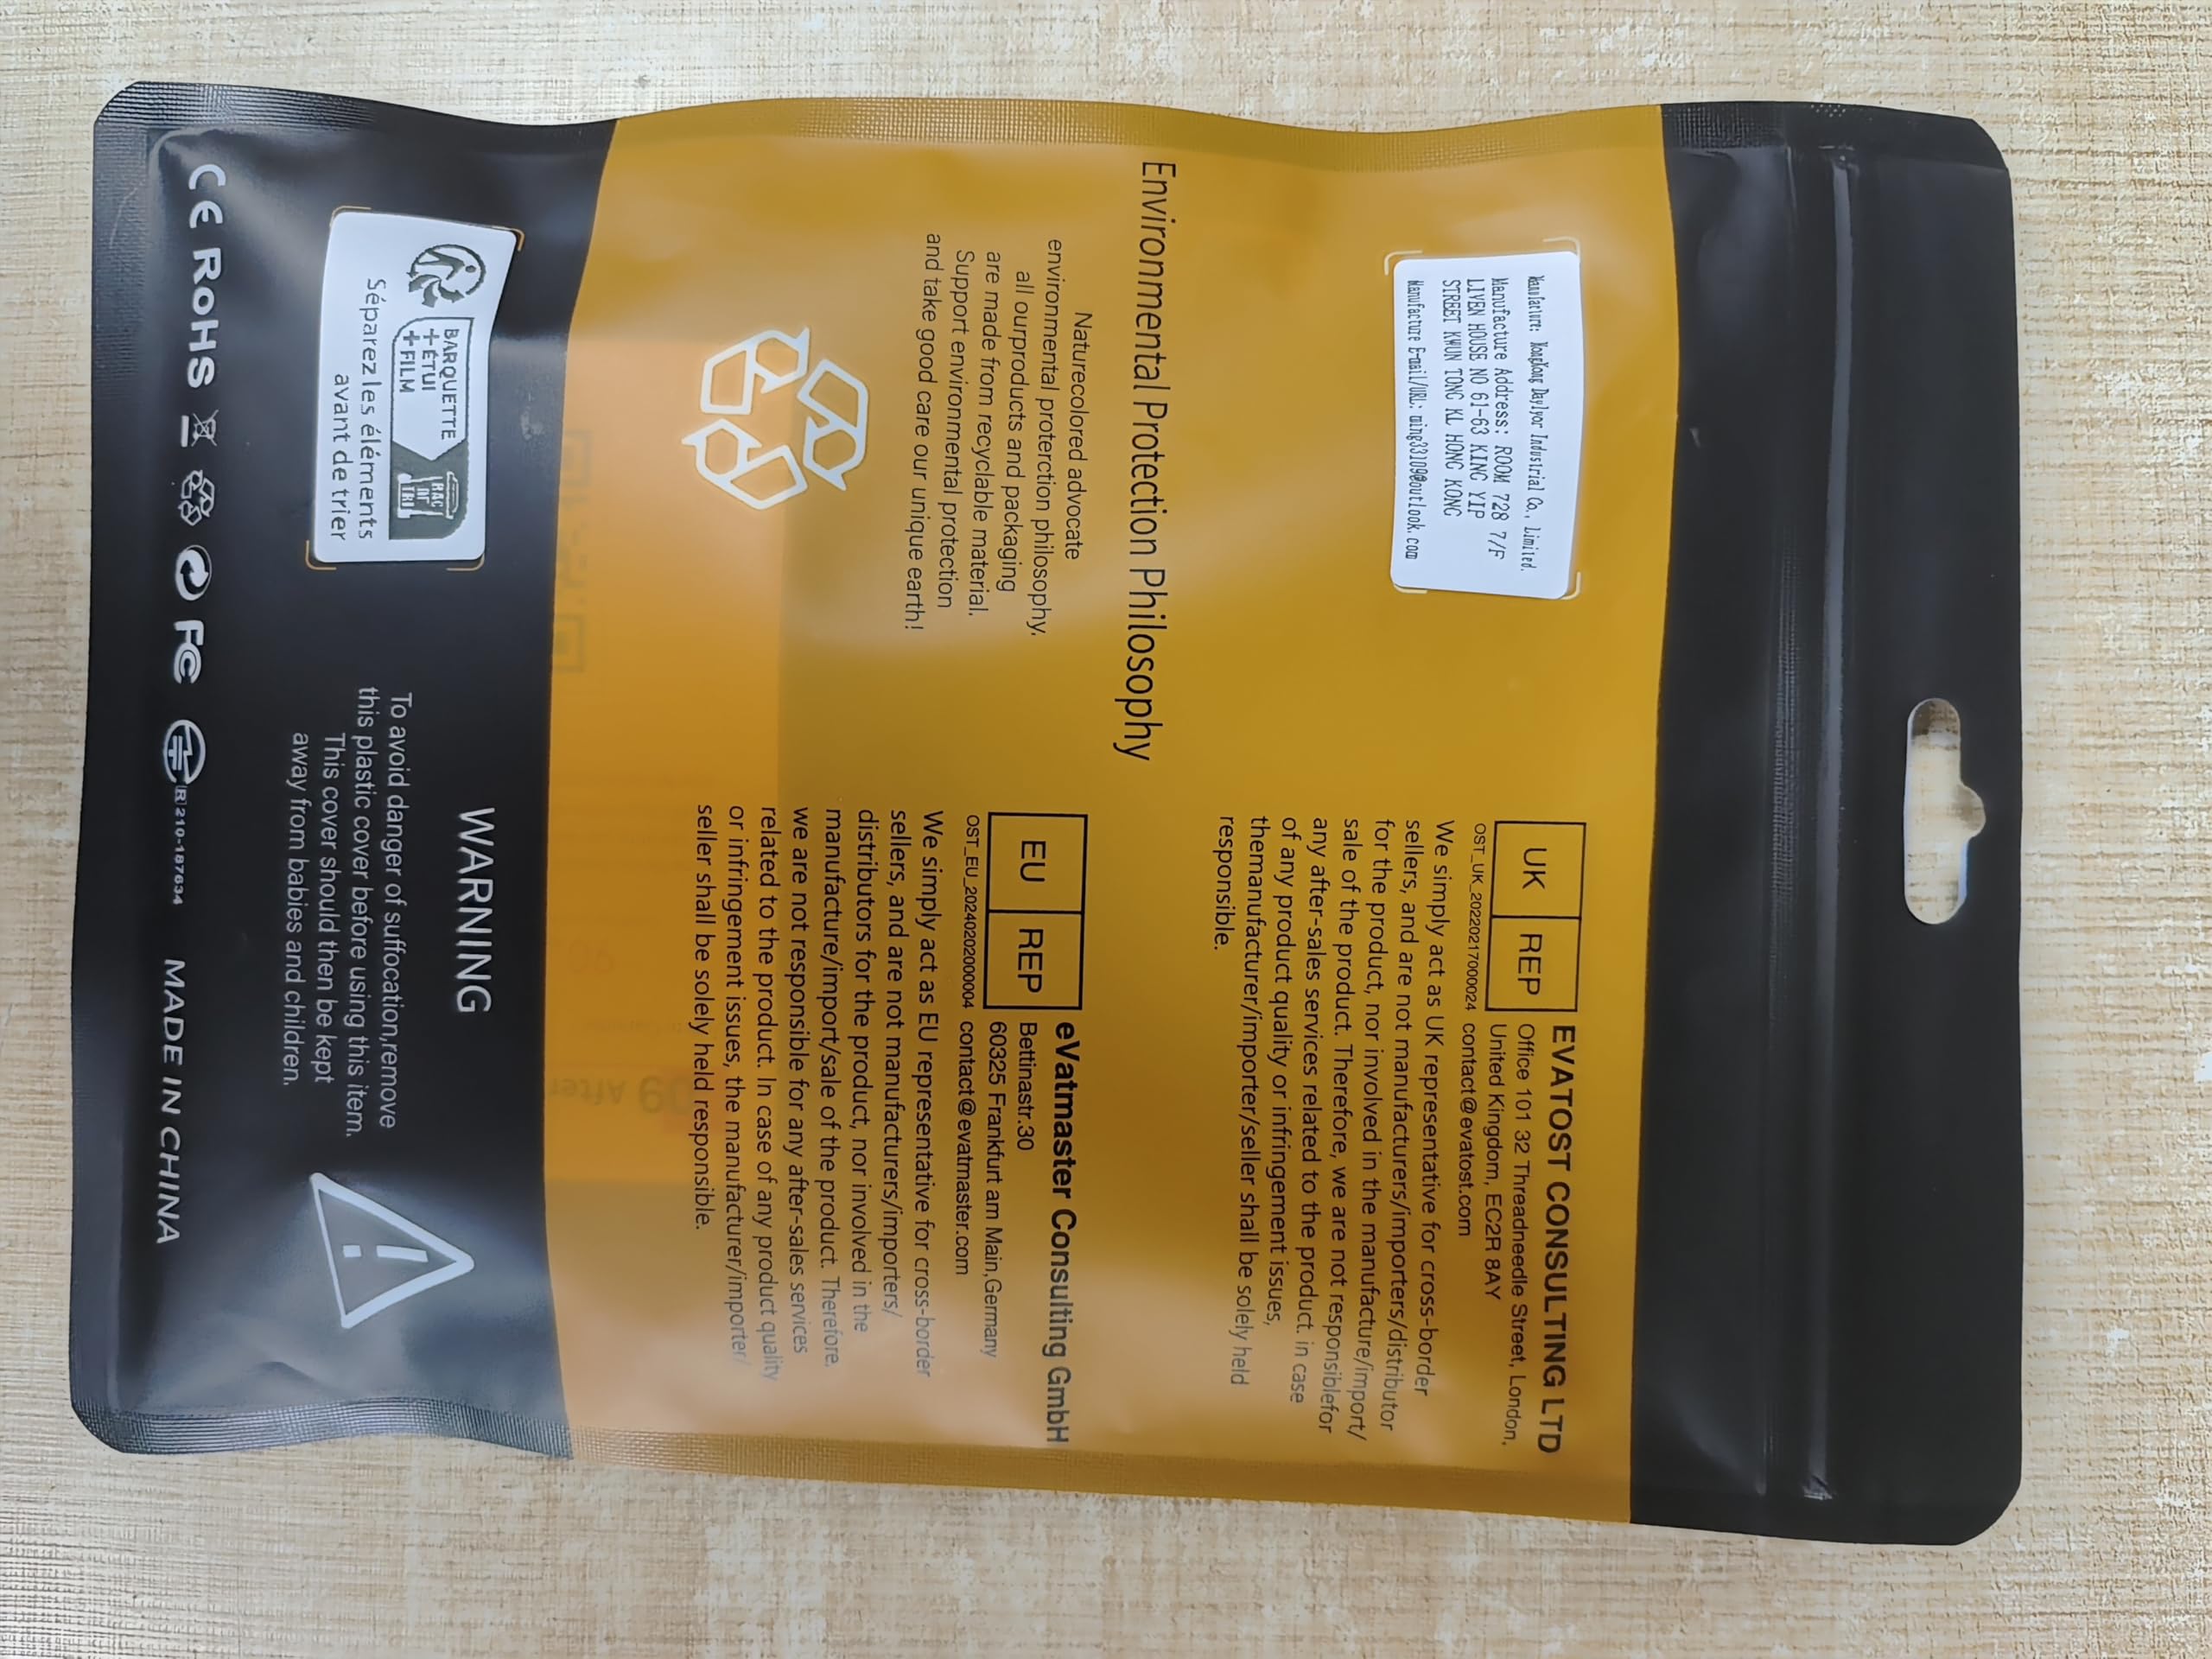 Manufacture: HongKong Daylyor Industrial Co., Limited.
Manufacture Address: ROOM 728 7/F
LIVEN HOUSE NO 61-63 KING YIP
STREET KWUN TONG KL HONG KONG
Manufacture E-mail/URL: ming3310@outlook.com
UK REP
EVATOST CONSULTING LTD
Office 101 32 Threadneedle Street, London,
United Kingdom, EC2R 8AY
OST_UK_20220217000024 contact@evatost.com
We simply act as UK representative for cross-border
sellers, and are not manufacturers/importers/distributor
for the product, nor involved in the manufacture/import/
sale of the product. Therefore, we are not responsiblefor
any after-sales services related to the product. in case
of any product quality or infringement issues,
themanufacturer/importer/seller shall be solely held
responsible.
Environmental Protection Philosophy
Naturecolored advocate
environmental proterction philosophy.
all ourproducts and packaging
are made from recyclable material.
Support environmental protection
and take good care our unique earth!
EU REP
eVatmaster Consulting GmbH
Bettinastr.30
60325 Frankfurt am Main,Germany
OST_EU_20240202000004 contact@evatmaster.com
We simply act as EU representative for cross-border
sellers, and are not manufacturers/importers/
distributors for the product, nor involved in the
manufacture/import/sale of the product. Therefore.
we are not responsible for any after-sales services
related to the product. In case of any product quality
or infringement issues, the manufacturer/importer/
seller shall be solely held responsible.
BARQUETTE
+ ÉTUI
+ FILM
BAC
DE
TRI
Séparez les éléments
avant de trier
WARNING
To avoid danger of suffocation,remove
this plastic cover before using this item.
This cover should then be kept
away from babies and children.
CE RoHS FC R 210-187634 MADE IN CHINA